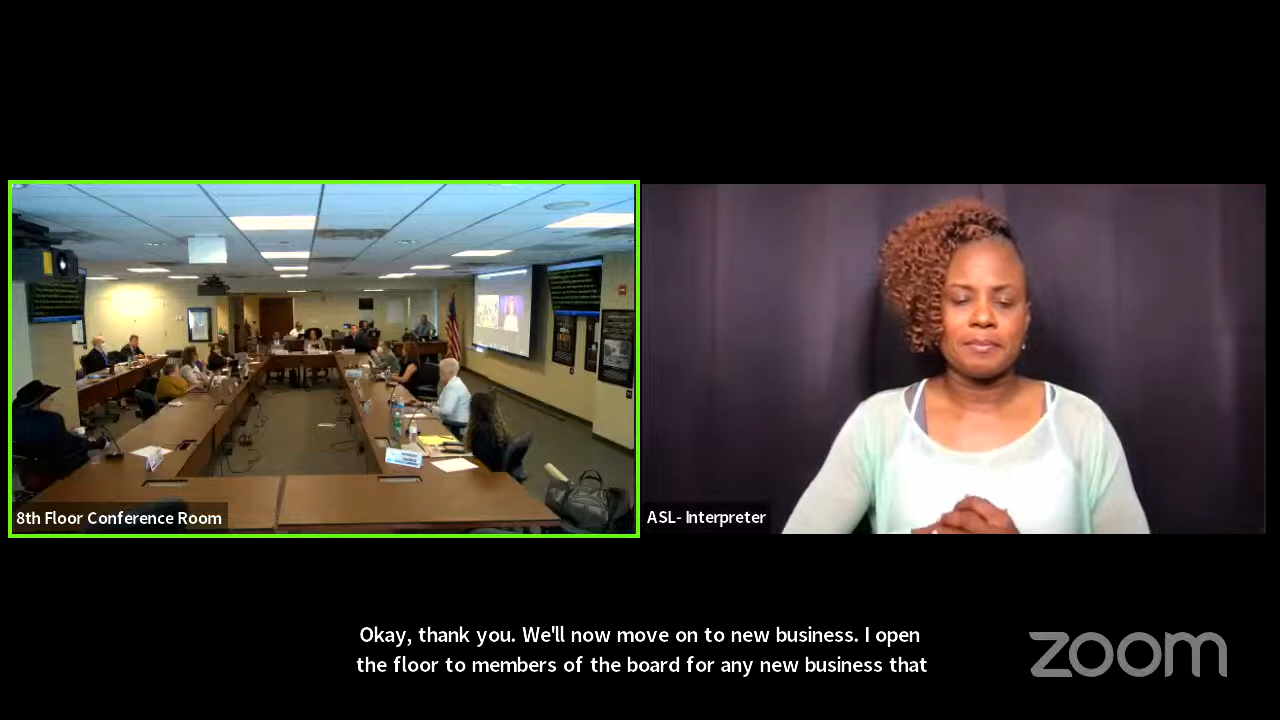 8th Floor Conference Room
ASL- Interpreter
Okay, thank you. We'll now move on to new business. I open
the floor to members of the board for any new business that
zoom